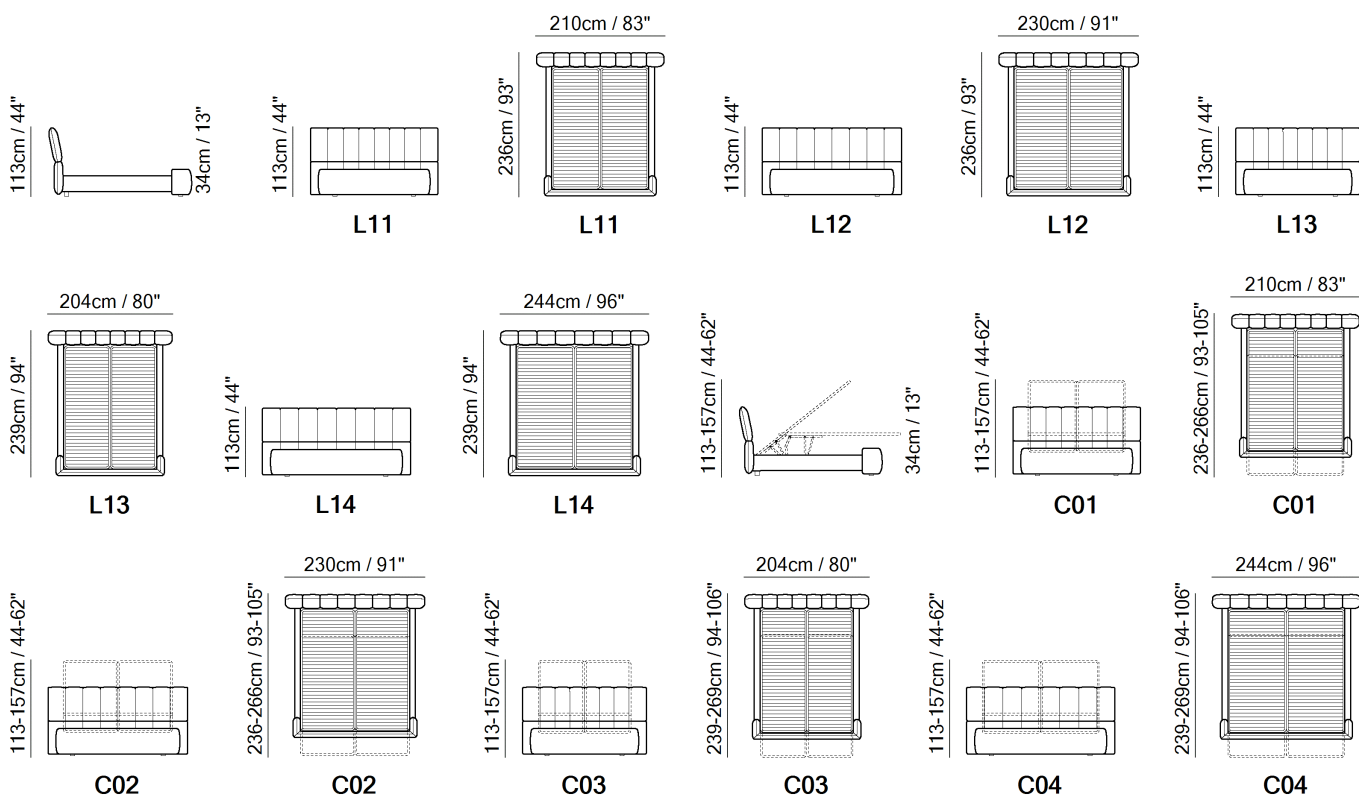 210cm / 83"
230cm / 91"
113cm / 44"
34cm / 13"
113cm / 44"
236cm / 93"
113cm / 44"
236cm / 93"
113cm / 44"
L11
L11
L12
L12
L13
204cm / 80"
244cm / 96"
210cm / 83"
239cm / 94"
113cm / 44"
239cm / 94"
113-157cm / 44-62"
34cm / 13"
113-157cm / 44-62"
236-266cm / 93-105"
L13
L14
L14
C01
C01
230cm / 91"
204cm / 80"
244cm / 96"
113-157cm / 44-62"
236-266cm / 93-105"
113-157cm / 44-62"
239-269cm / 94-106"
113-157cm / 44-62"
239-269cm / 94-106"
C02
C02
C03
C03
C04
C04